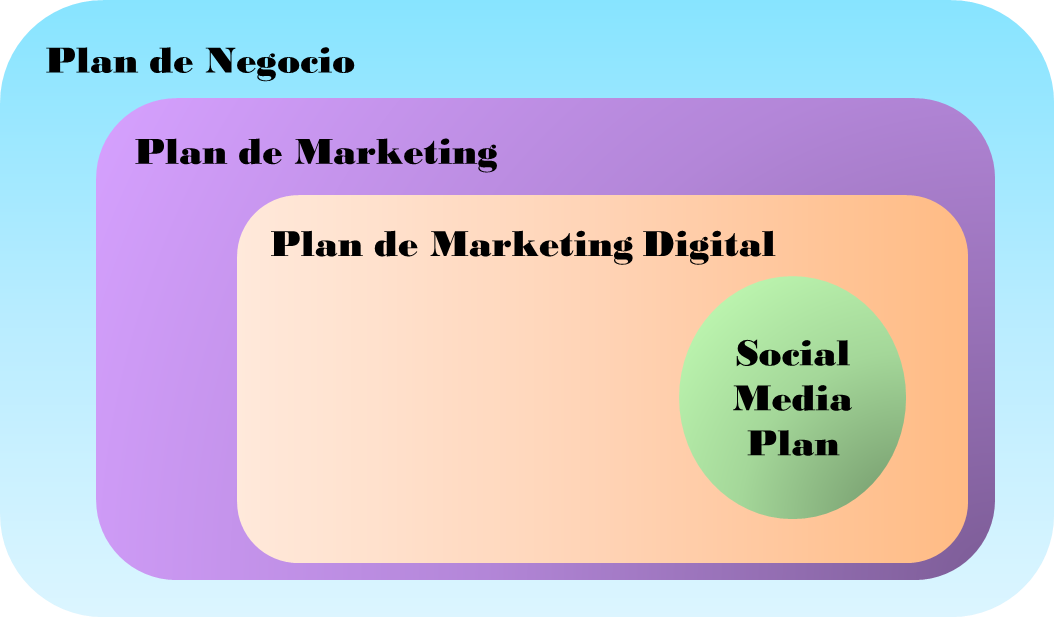 Plan de Negocio
Plan de Marketing
Plan de Marketing Digital
Social
Media
Plan